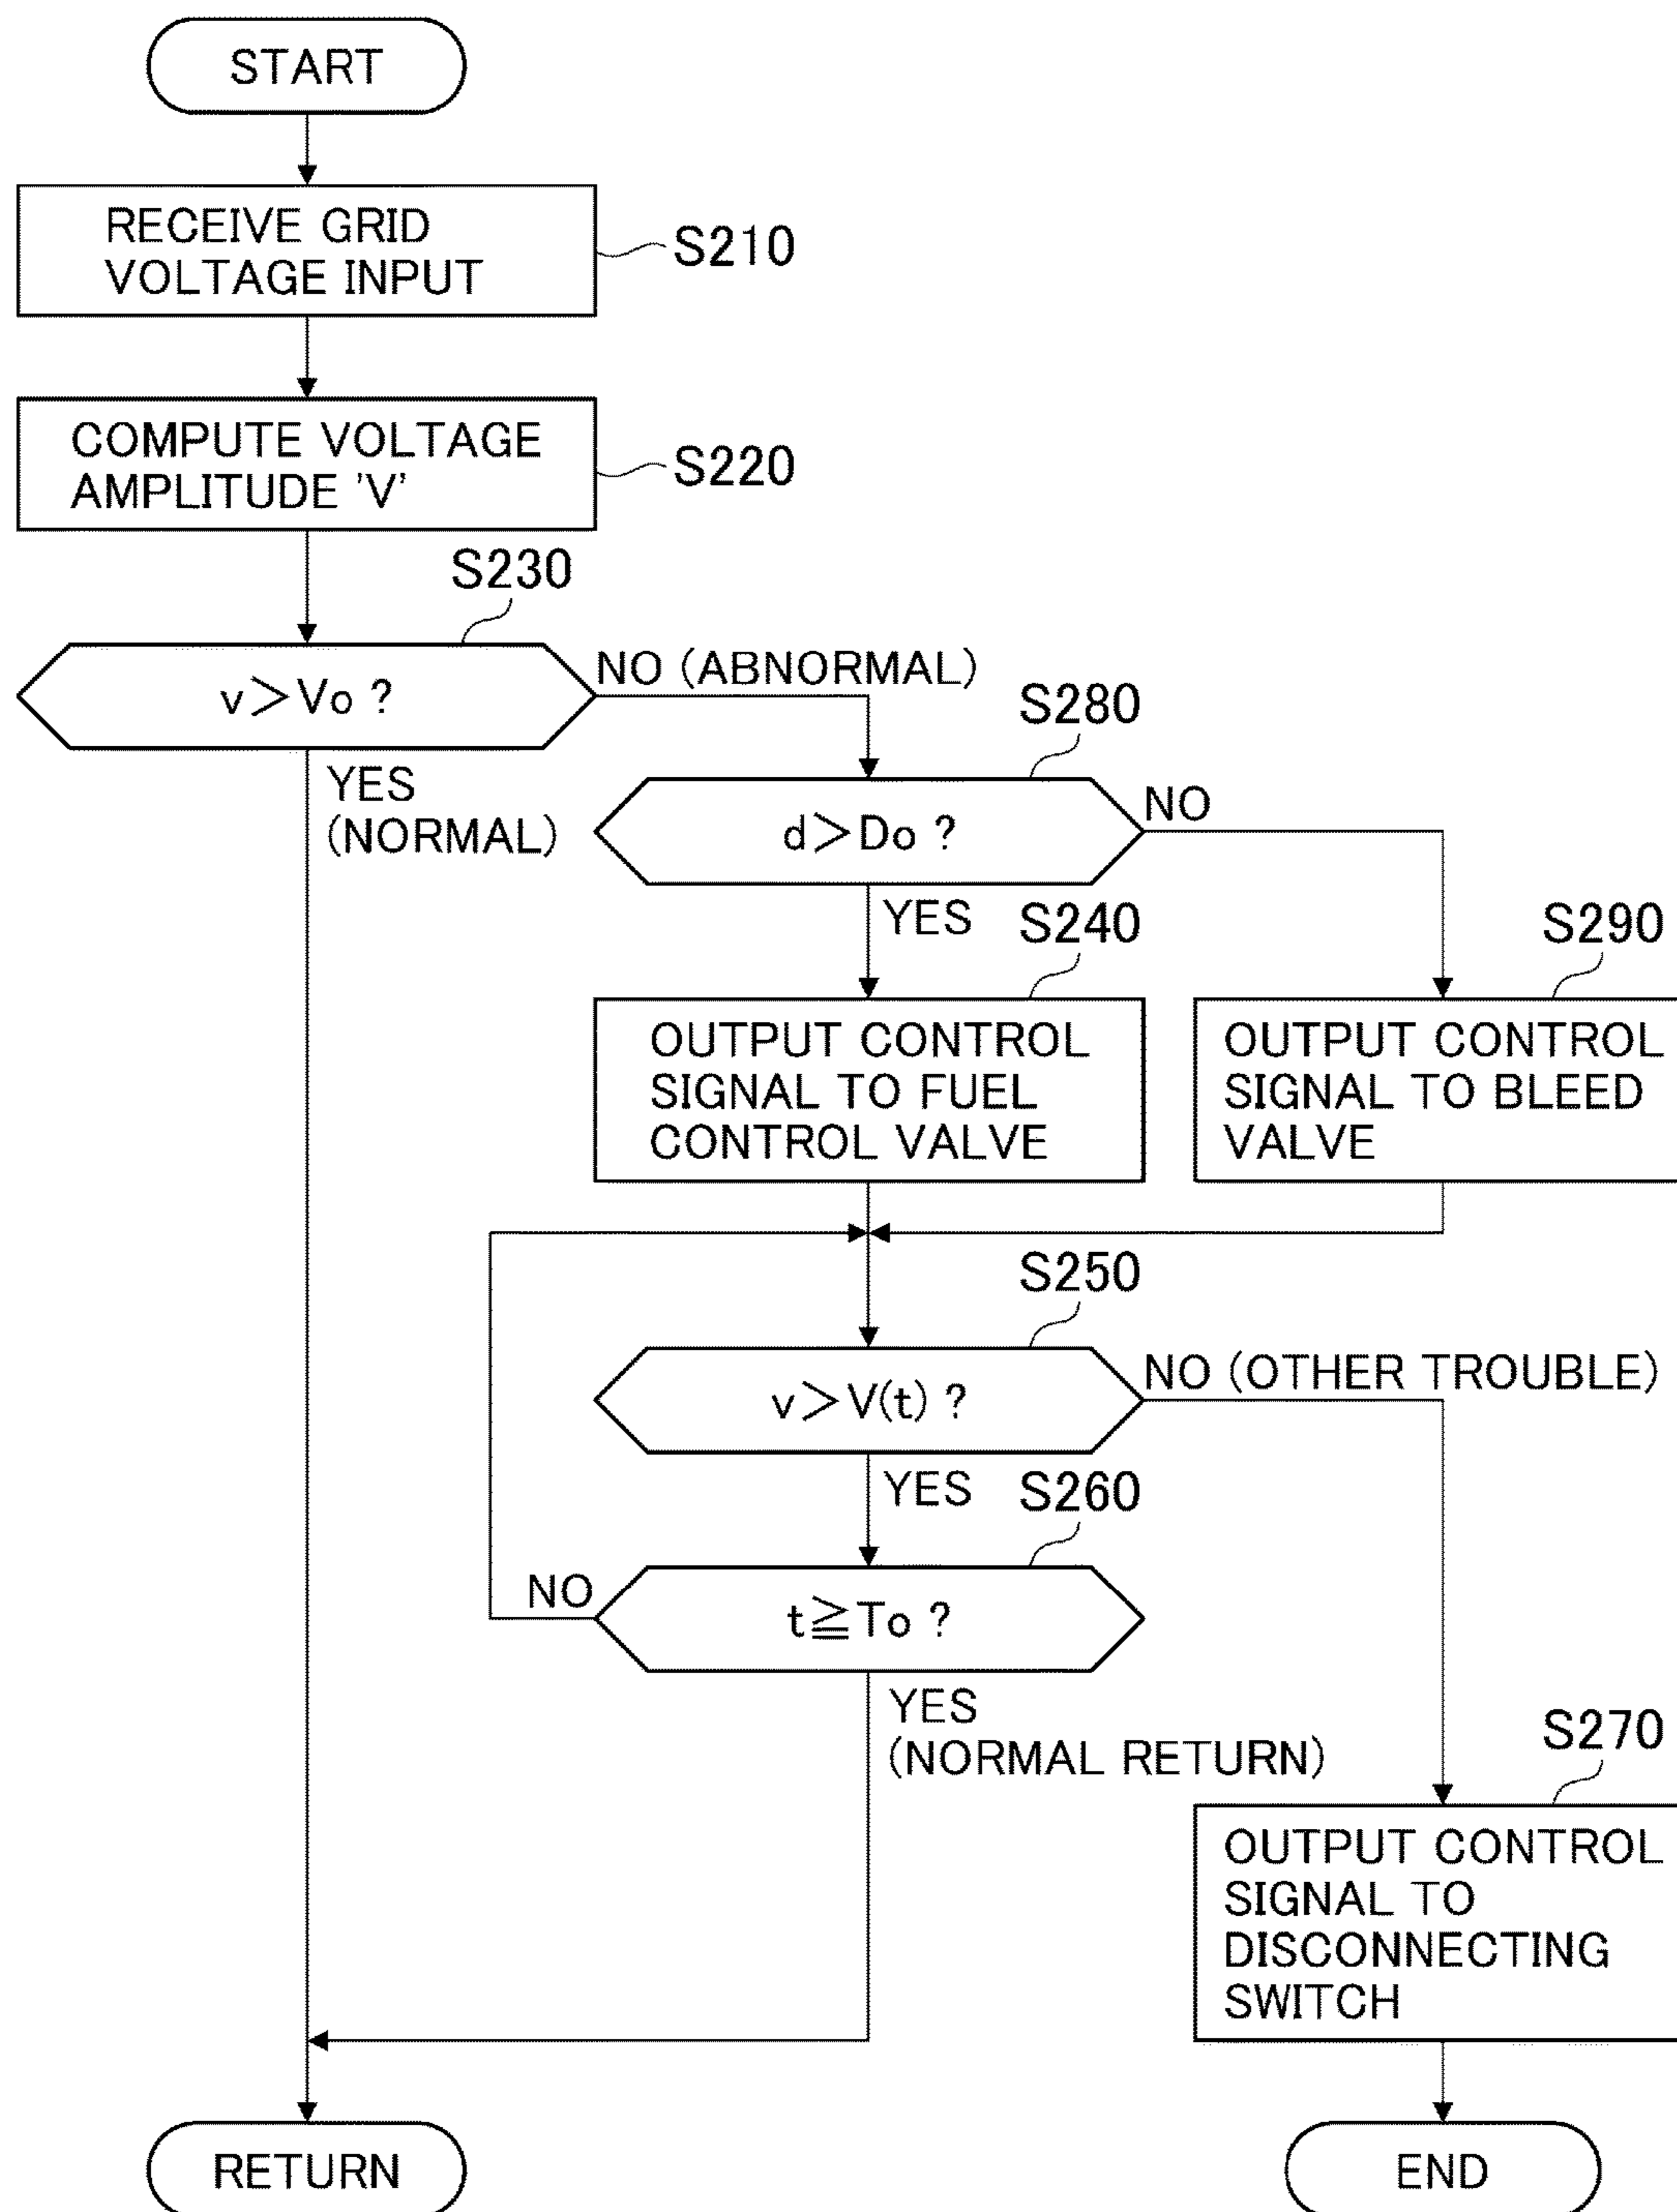 START
RECEIVE GRID
VOLTAGE INPUT
S210
COMPUTE VOLTAGE
AMPLITUDE 'V'
S220
S230
v>Vo ?
NO (ABNORMAL)
YES
(NORMAL)
S280
d>Do ?
NO
YES
S240
S290
OUTPUT CONTROL
SIGNAL TO FUEL
CONTROL VALVE
OUTPUT CONTROL
SIGNAL TO BLEED
VALVE
S250
v>V(t) ?
NO (OTHER TROUBLE)
YES
S260
NO
t≧To ?
YES
(NORMAL RETURN)
S270
OUTPUT CONTROL
SIGNAL TO
DISCONNECTING
SWITCH
RETURN
END